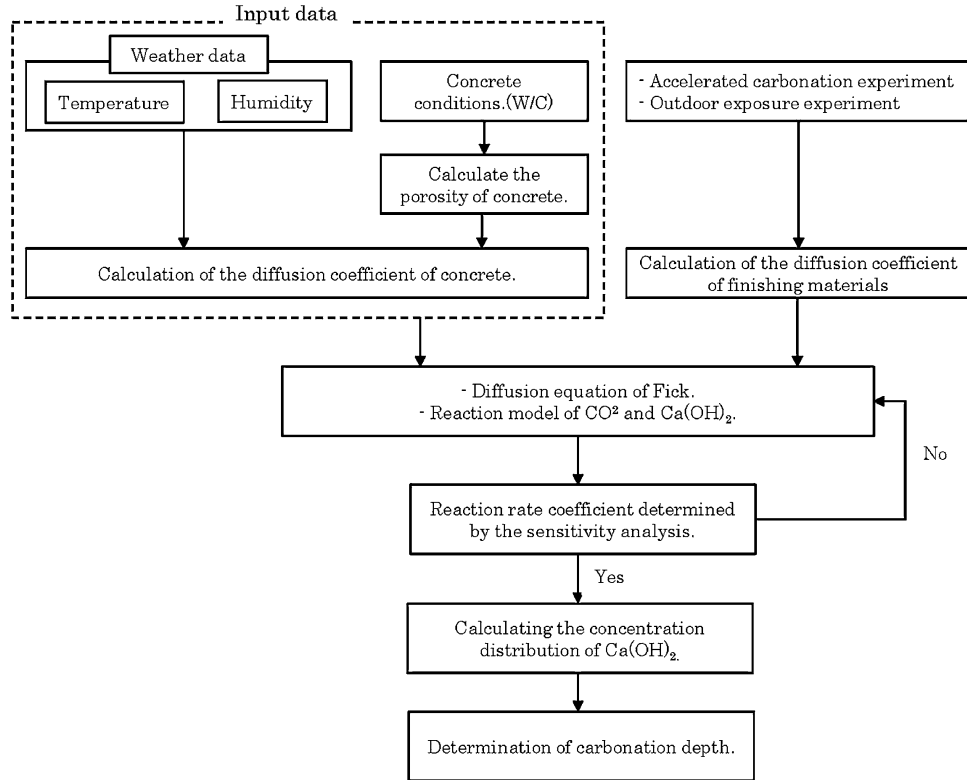 Input data
Weather data
Temperature
Humidity
Concrete
conditions.(W/C)
- Accelerated carbonation experiment
- Outdoor exposure experiment
Calculate the
porosity of concrete.
Calculation of the diffusion coefficient of concrete.
Calculation of the diffusion coefficient
of finishing materials
- Diffusion equation of Fick.
- Reaction model of CO² and Ca(OH)₂.
No
Reaction rate coefficient determined
by the sensitivity analysis.
Yes
Calculating the concentration
distribution of Ca(OH)₂.
Determination of carbonation depth.